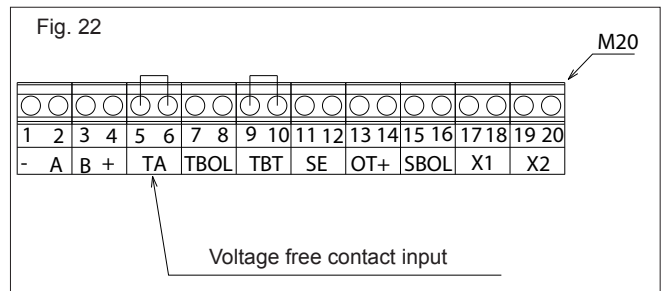 Fig. 22
M20
1 2 3 4 5 6 7 8 9 10 11 12 13 14 15 16 17 18 19 20
- A B + TA TBOL TBT SE OT+ SBOL X1 X2
Voltage free contact input